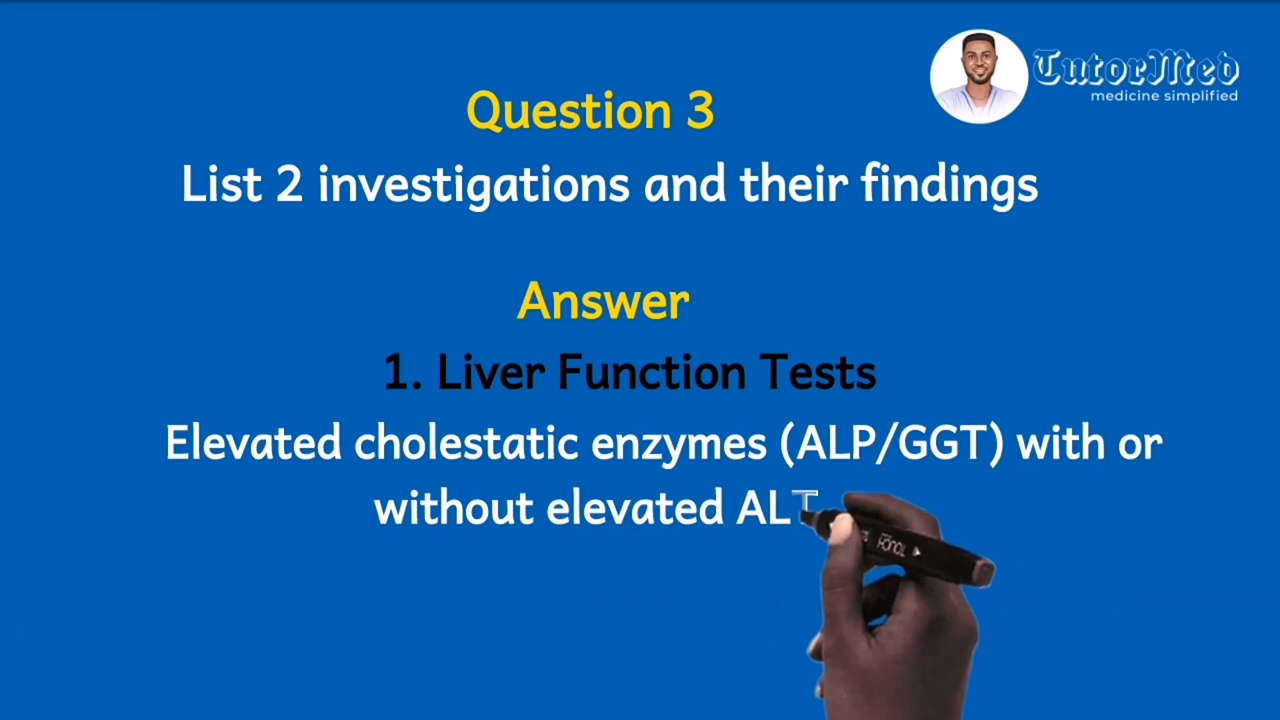 TutorMed
medicine simplified
Question 3
List 2 investigations and their findings
Answer
1. Liver Function Tests
Elevated cholestatic enzymes (ALP/GGT) with or
without elevated ALT